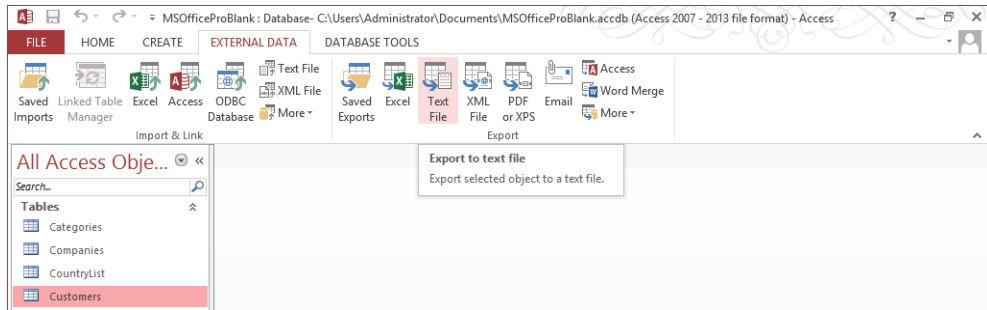 MSOfficeProBlank : Database- C:\Users\Administrator\Documents\MSOfficeProBlank.accdb (Access 2007 - 2013 file format) - Access
FILE HOME CREATE EXTERNAL DATA DATABASE TOOLS
Saved Imports
Linked Table Manager
Excel
Access
ODBC Database
Text File
XML File
More
Import & Link
Saved Exports
Excel
Text File
XML File
PDF or XPS
Email
Access
Word Merge
More
Export
Export to text file
Export selected object to a text file.
All Access Obje...
Search...
Tables
Categories
Companies
CountryList
Customers